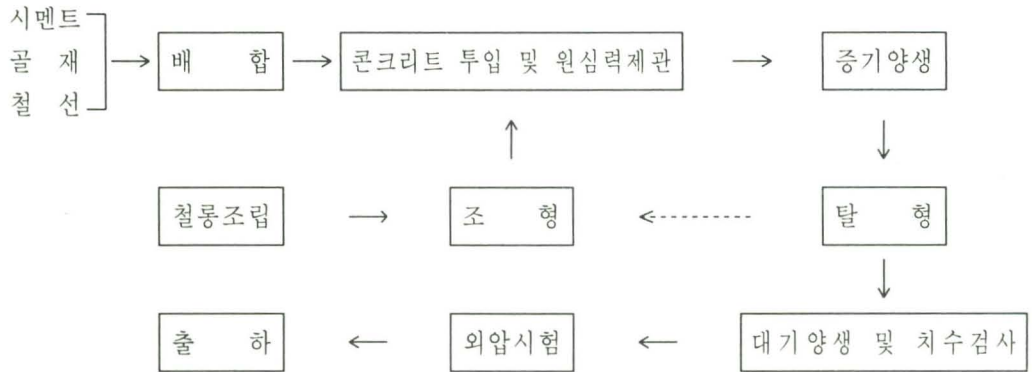 시멘트
골 재
철 선
배 합
콘크리트 투입 및 원심력제관
증기양생
철롱조립
조 형
탈 형
출 하
외압시험
대기양생 및 치수검사